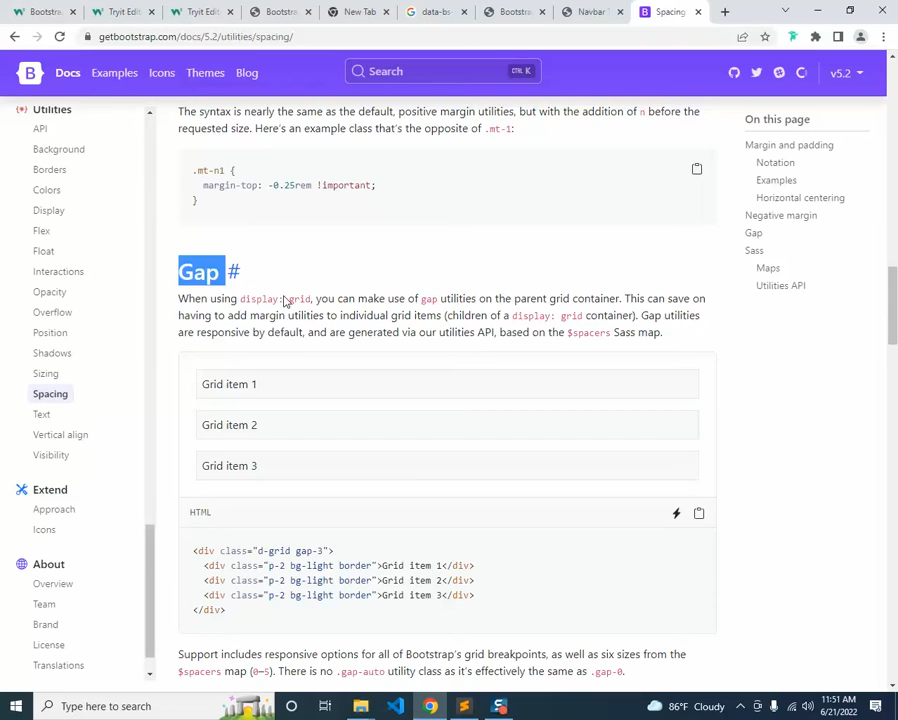 Bootstra
Tryit Edit
Tryit Edit
Bootstra
New Tab
data-bs-
Bootstra
Navbar
Spacing
getbootstrap.com/docs/5.2/utilities/spacing/
B Docs Examples Icons Themes Blog Search CTRL K v5.2
Utilities
API
Background
Borders
Colors
Display
Flex
Float
Interactions
Opacity
Overflow
Position
Shadows
Sizing
Spacing
Text
Vertical align
Visibility
Extend
Approach
Icons
About
Overview
Team
Brand
License
Translations
The syntax is nearly the same as the default, positive margin utilities, but with the addition of n before the
requested size. Here's an example class that's the opposite of .mt-1:
.mt-n1 {
margin-top: -0.25rem !important;
}
Gap #
When using display: grid, you can make use of gap utilities on the parent grid container. This can save on
having to add margin utilities to individual grid items (children of a display: grid container). Gap utilities
are responsive by default, and are generated via our utilities API, based on the $spacers Sass map.
Grid item 1
Grid item 2
Grid item 3
HTML
<div class="d-grid gap-3">
<div class="p-2 bg-light border">Grid item 1</div>
<div class="p-2 bg-light border">Grid item 2</div>
<div class="p-2 bg-light border">Grid item 3</div>
</div>
Support includes responsive options for all of Bootstrap's grid breakpoints, as well as six sizes from the
$spacers map (0–5). There is no .gap-auto utility class as it's effectively the same as .gap-0.
On this page
Margin and padding
Notation
Examples
Horizontal centering
Negative margin
Gap
Sass
Maps
Utilities API
Type here to search
86°F Cloudy
11:51 AM
6/21/2022